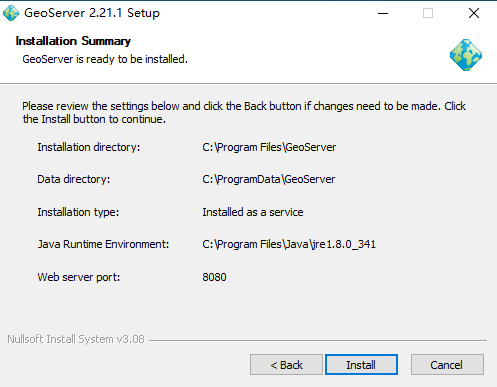 GeoServer 2.21.1 Setup
Installation Summary
GeoServer is ready to be installed.
Please review the settings below and click the Back button if changes need to be made. Click
the Install button to continue.
Installation directory: C:\Program Files\GeoServer
Data directory: C:\ProgramData\GeoServer
Installation type: Installed as a service
Java Runtime Environment: C:\Program Files\Java\jre1.8.0_341
Web server port: 8080
Nullsoft Install System v3.08
< Back Install Cancel